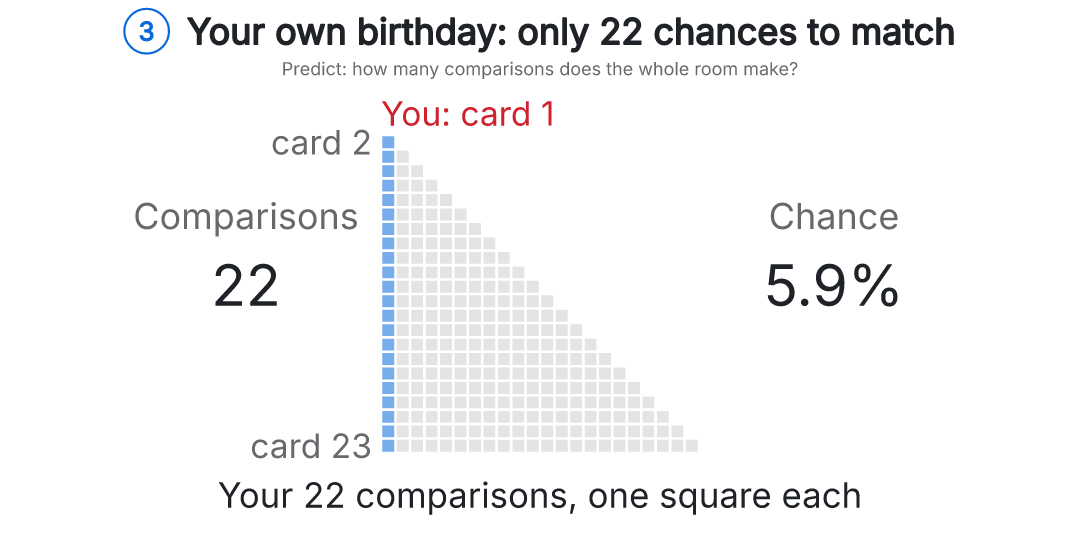 3 Your own birthday: only 22 chances to match
Predict: how many comparisons does the whole room make?
You: card 1
card 2
Comparisons
22
Chance
5.9%
card 23
Your 22 comparisons, one square each